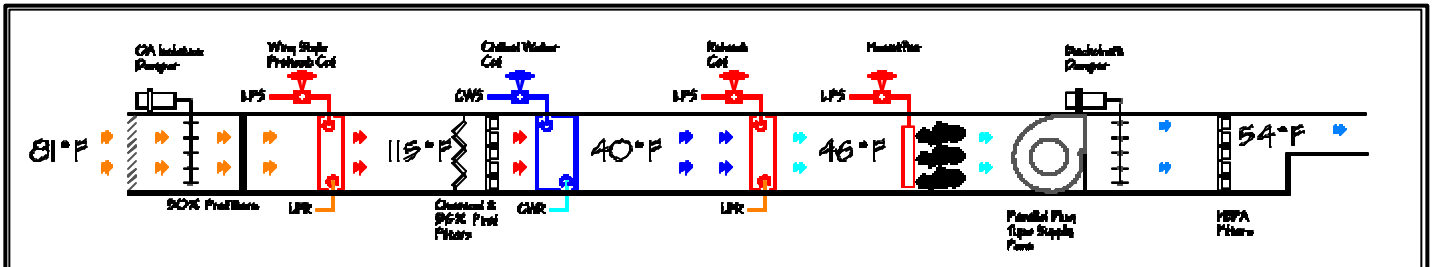 OA Isolation
Damper
Wing Style
Preheat Coil
Chilled Water
Coil
Reheat
Coil
Humidifier
Backdraft
Damper
LPS
CWS
LPS
LPS
81°F
115°F
40°F
46°F
54°F
30% Prefilters
LPR
Charcoal &
95% Final
Filters
CWR
LPR
Parallel Plug
Type Supply
Fans
HEPA
Filters